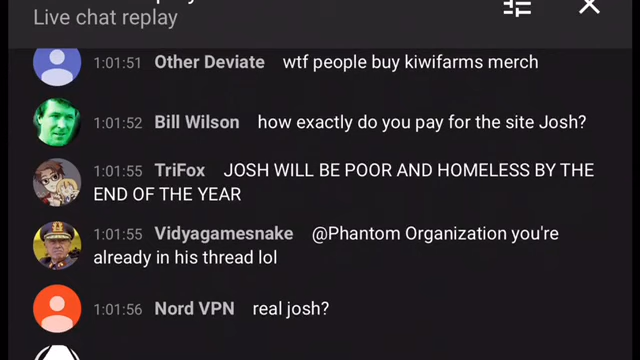 Live chat replay
1:01:51 Other Deviate wtf people buy kiwifarms merch
1:01:52 Bill Wilson how exactly do you pay for the site Josh?
1:01:55 TriFox JOSH WILL BE POOR AND HOMELESS BY THE
END OF THE YEAR
1:01:55 Vidyagamesnake @Phantom Organization you're
already in his thread lol
1:01:56 Nord VPN real josh?